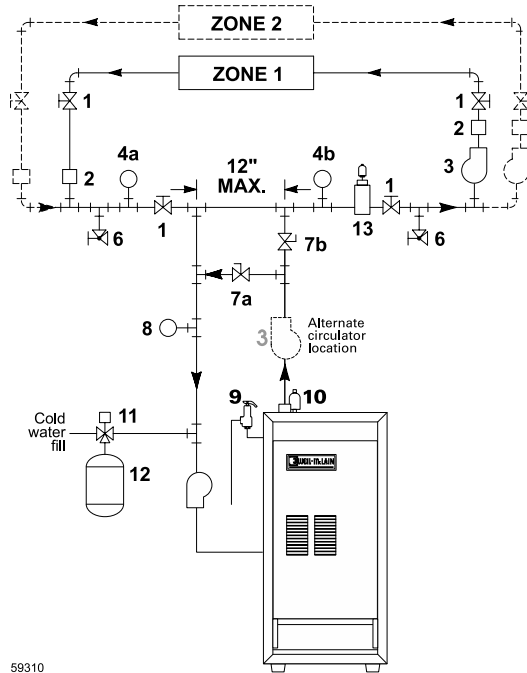 ZONE 2
ZONE 1
1
1
2
2
3
4a
12"
MAX.
4b
1
6
1
13
6
7b
7a
8
3
Alternate
circulator
location
9
10
11
Cold
water
fill
12
WEIL-McLAIN
59310